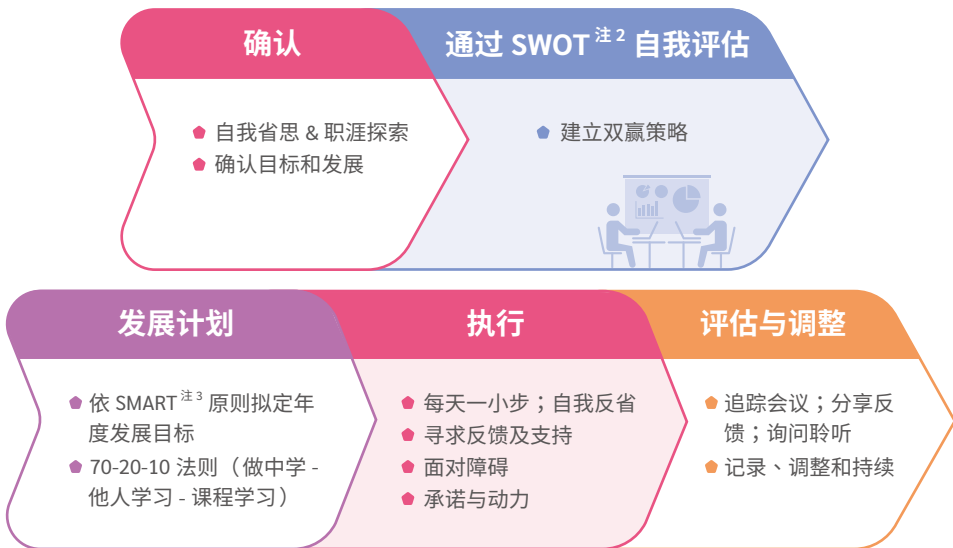 确认
自我省思 & 职涯探索
确认目标和发展
通过 SWOT 注 2 自我评估
建立双赢策略
发展计划
依 SMART 注 3 原则拟定年
度发展目标
70-20-10 法则（做中学 -
他人学习 - 课程学习）
执行
每天一小步；自我反省
寻求反馈及支持
面对障碍
承诺与动力
评估与调整
追踪会议；分享反
馈；询问聆听
记录、调整和持续